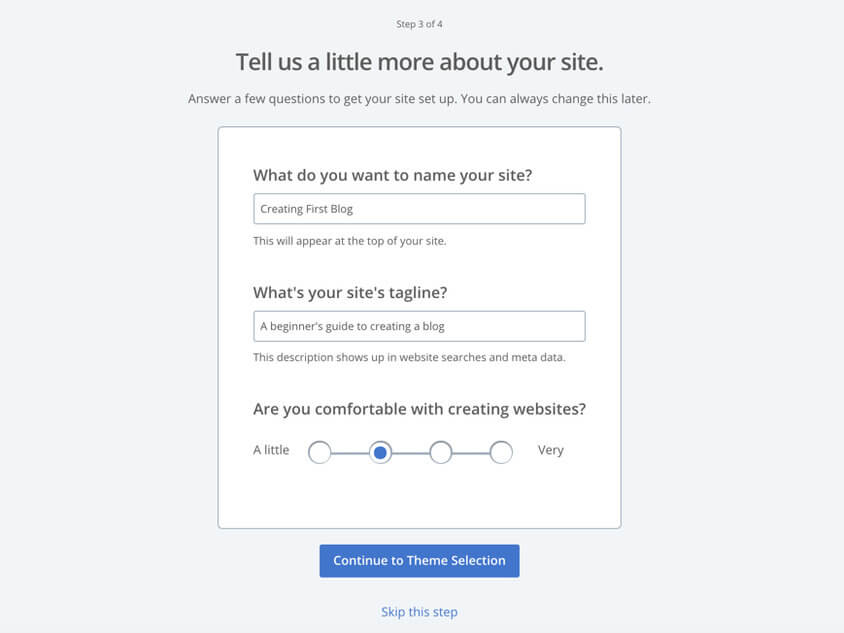 Step 3 of 4
Tell us a little more about your site.
Answer a few questions to get your site set up. You can always change this later.
What do you want to name your site?
Creating First Blog
This will appear at the top of your site.
What's your site's tagline?
A beginner's guide to creating a blog
This description shows up in website searches and meta data.
Are you comfortable with creating websites?
A little Very
Continue to Theme Selection
Skip this step